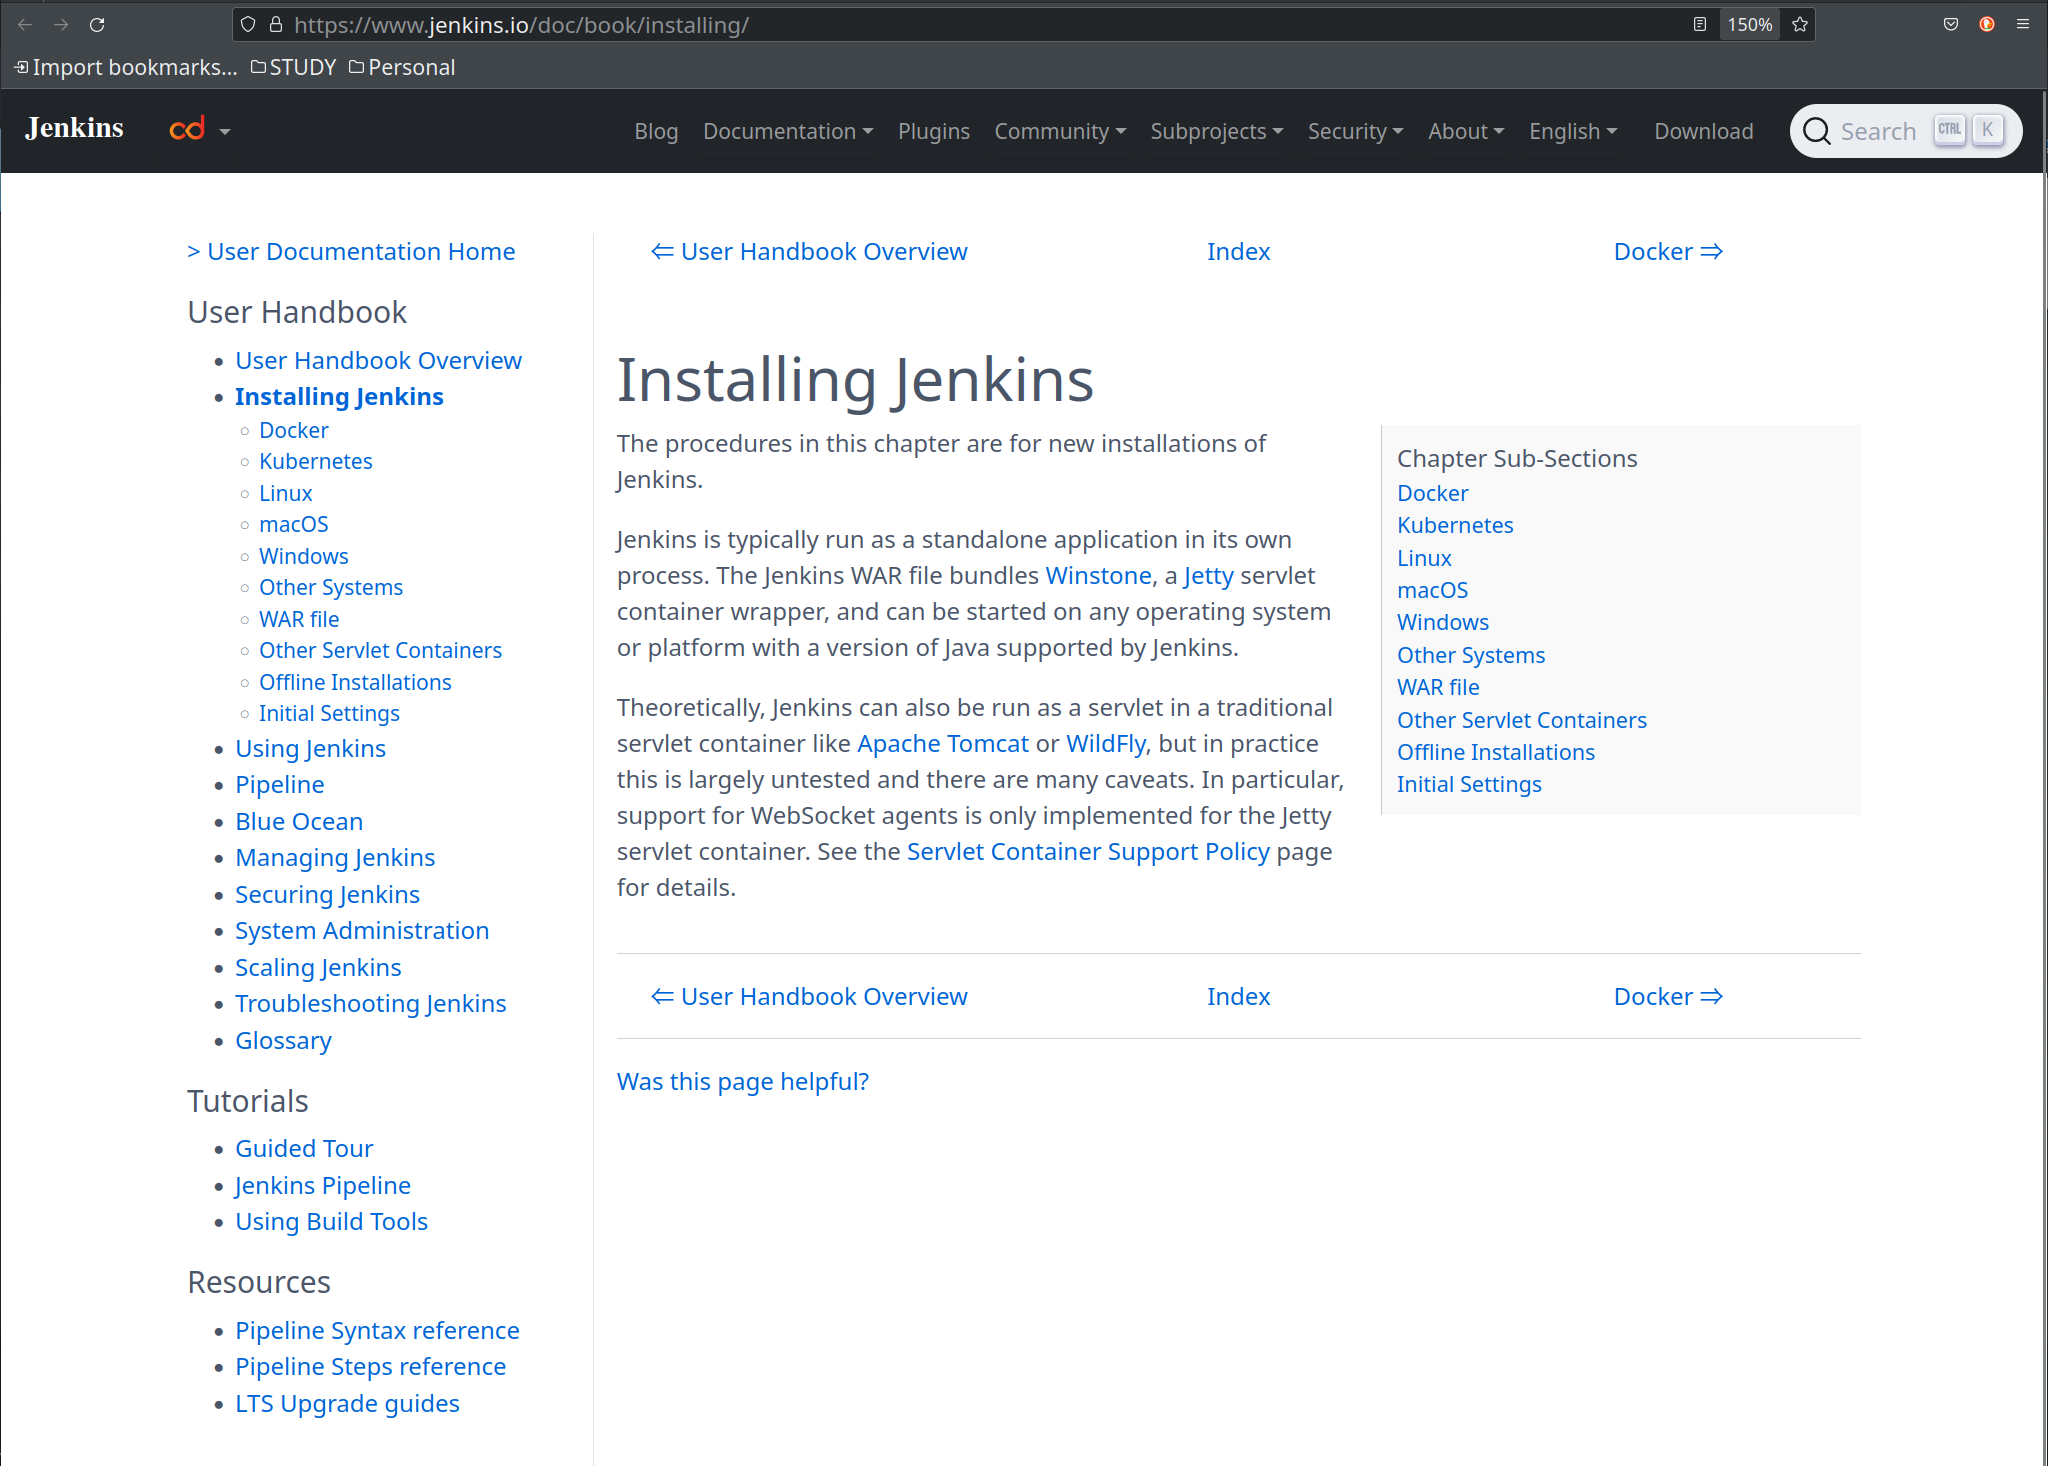 https://www.jenkins.io/doc/book/installing/
150%
Import bookmarks...
STUDY
Personal
Jenkins
cd
Blog
Documentation
Plugins
Community
Subprojects
Security
About
English
Download
Search
CTRL
K
> User Documentation Home
User Handbook
User Handbook Overview
Installing Jenkins
Docker
Kubernetes
Linux
macOS
Windows
Other Systems
WAR file
Other Servlet Containers
Offline Installations
Initial Settings
Using Jenkins
Pipeline
Blue Ocean
Managing Jenkins
Securing Jenkins
System Administration
Scaling Jenkins
Troubleshooting Jenkins
Glossary
Tutorials
Guided Tour
Jenkins Pipeline
Using Build Tools
Resources
Pipeline Syntax reference
Pipeline Steps reference
LTS Upgrade guides
⇐ User Handbook Overview
Index
Docker ⇒
Installing Jenkins
The procedures in this chapter are for new installations of
Jenkins.
Jenkins is typically run as a standalone application in its own
process. The Jenkins WAR file bundles Winstone, a Jetty servlet
container wrapper, and can be started on any operating system
or platform with a version of Java supported by Jenkins.
Theoretically, Jenkins can also be run as a servlet in a traditional
servlet container like Apache Tomcat or WildFly, but in practice
this is largely untested and there are many caveats. In particular,
support for WebSocket agents is only implemented for the Jetty
servlet container. See the Servlet Container Support Policy page
for details.
Chapter Sub-Sections
Docker
Kubernetes
Linux
macOS
Windows
Other Systems
WAR file
Other Servlet Containers
Offline Installations
Initial Settings
⇐ User Handbook Overview
Index
Docker ⇒
Was this page helpful?